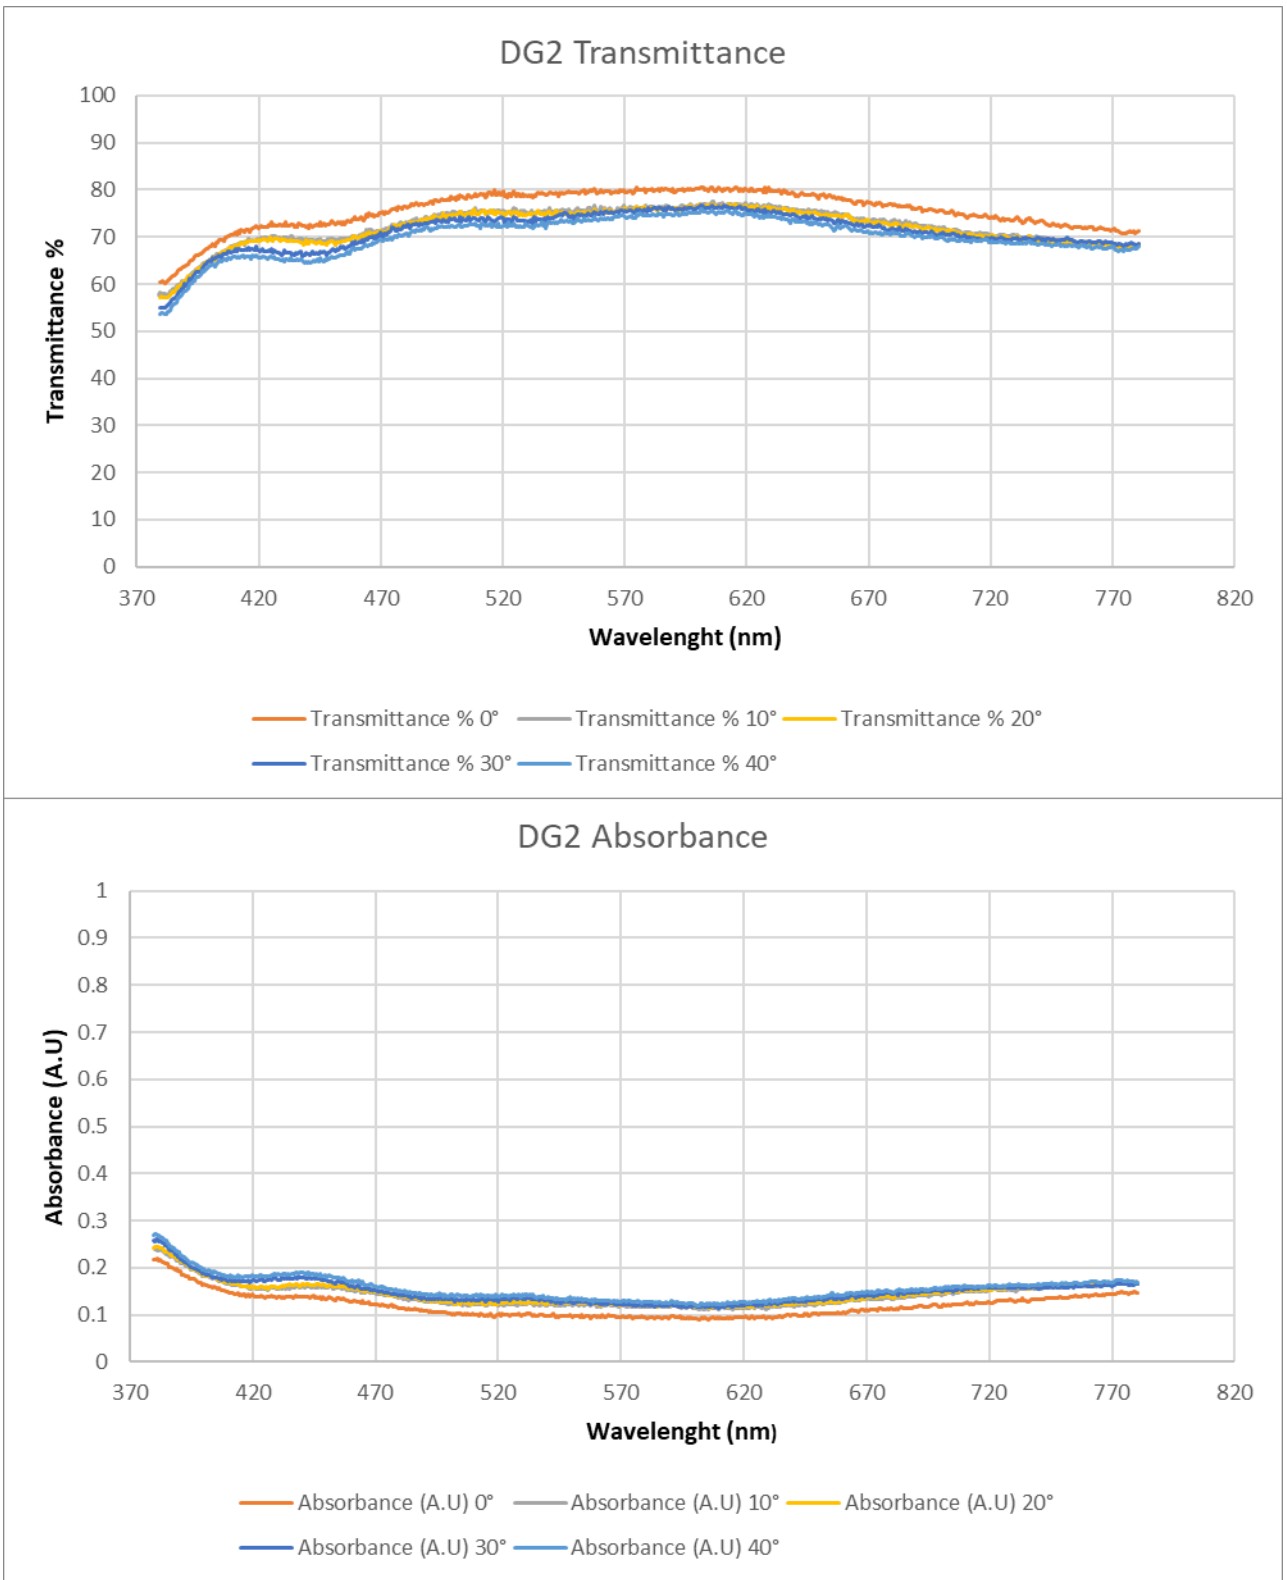 DG2 Transmittance
100
90
80
70
60
50
40
30
20
10
0
Transmittance %
370 420 470 520 570 620 670 720 770 820
Wavelenght (nm)
Transmittance % 0° Transmittance % 10° Transmittance % 20°
Transmittance % 30° Transmittance % 40°
DG2 Absorbance
1
0.9
0.8
0.7
0.6
0.5
0.4
0.3
0.2
0.1
0
Absorbance (A.U)
370 420 470 520 570 620 670 720 770 820
Wavelenght (nm)
Absorbance (A.U) 0° Absorbance (A.U) 10° Absorbance (A.U) 20°
Absorbance (A.U) 30° Absorbance (A.U) 40°